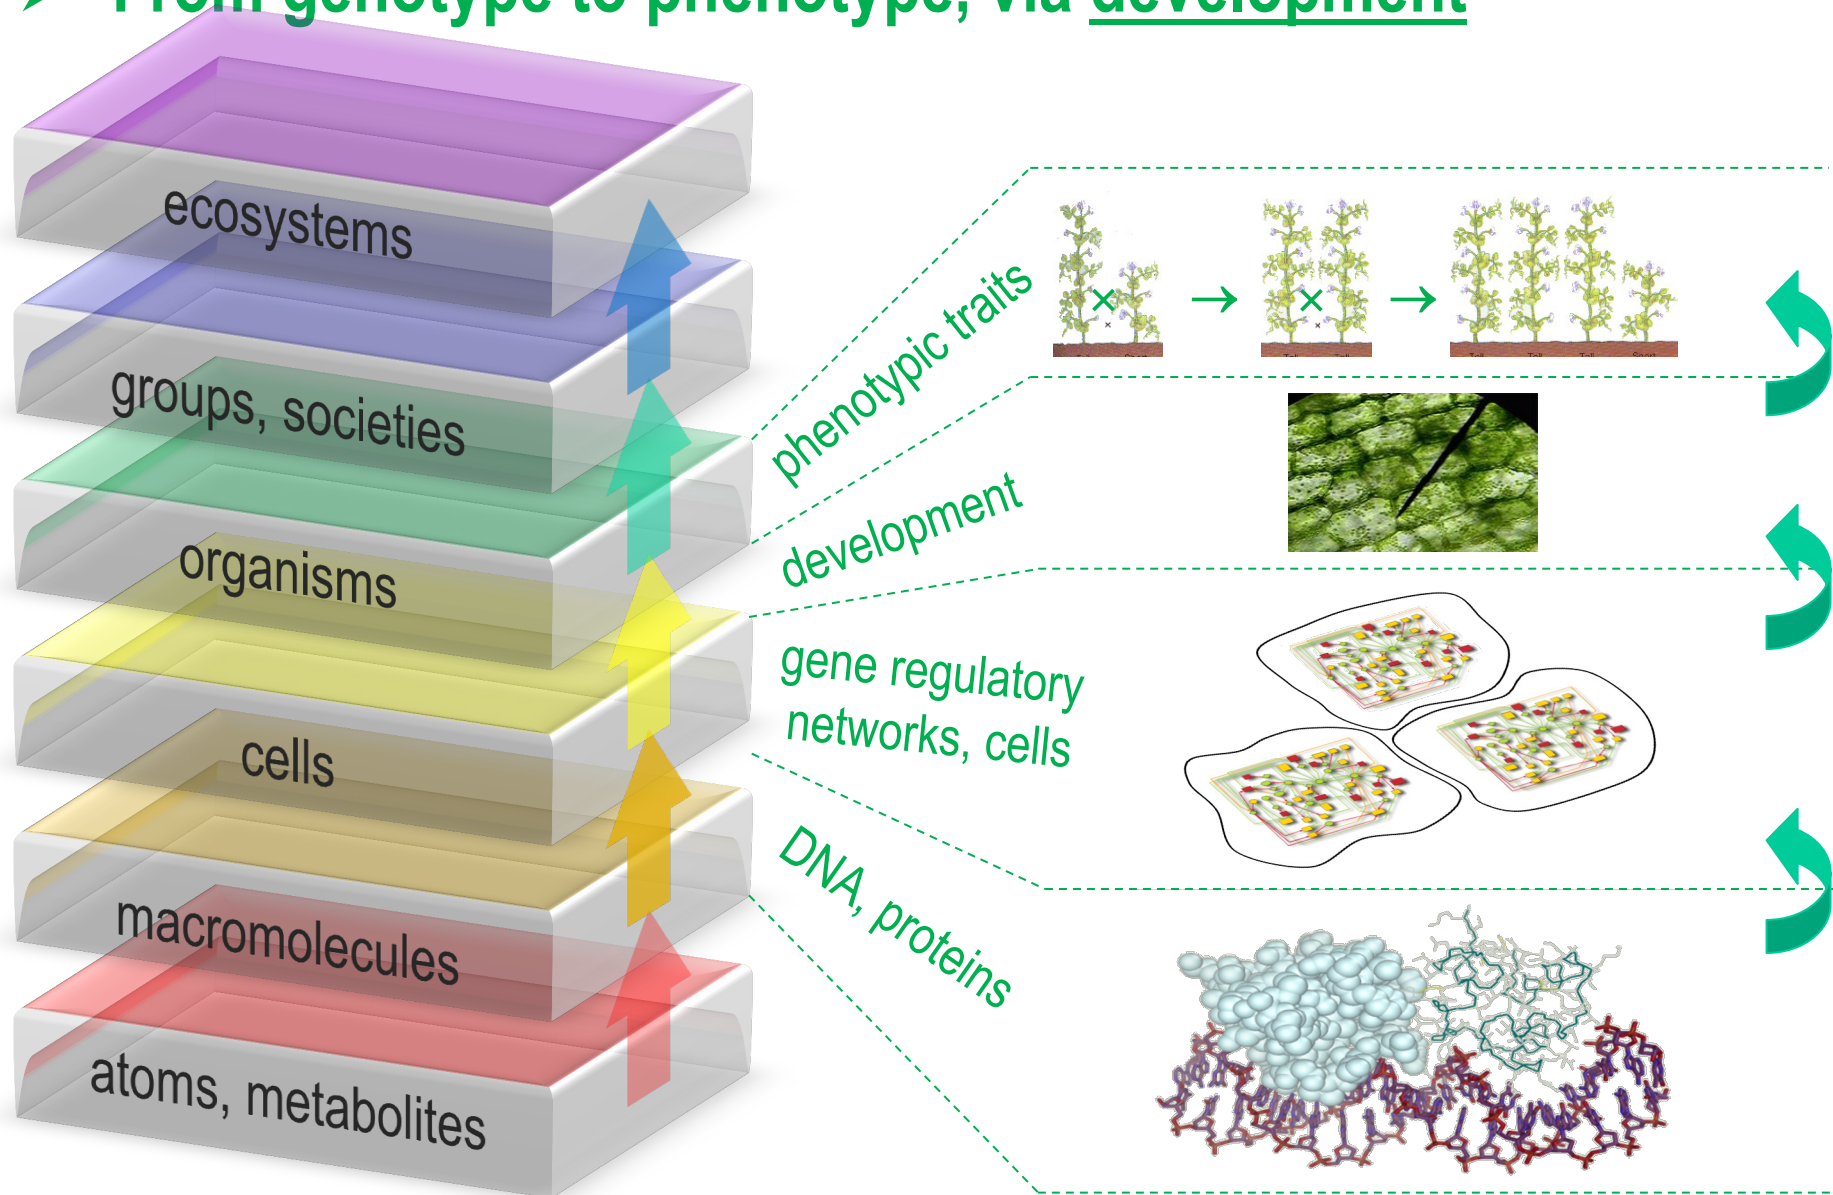 From genotype to phenotype, via development
ecosystems
groups, societies
organisms
cells
macromolecules
atoms, metabolites
phenotypic traits
development
gene regulatory
networks, cells
DNA, proteins